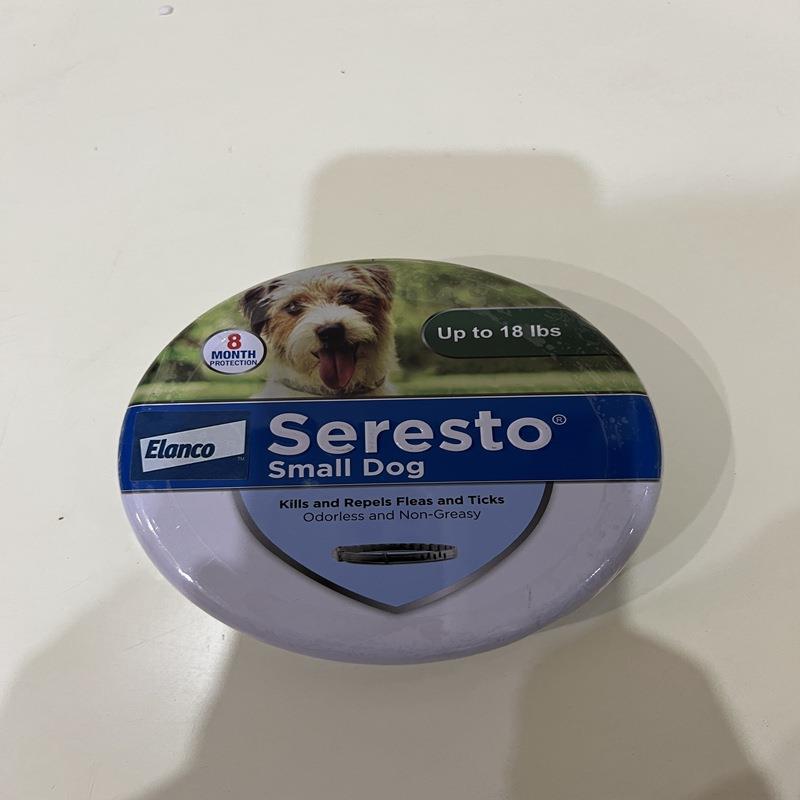 Up to 18 lbs
8
MONTH
PROTECTION
Elanco™
Seresto®
Small Dog
Kills and Repels Fleas and Ticks
Odorless and Non-Greasy